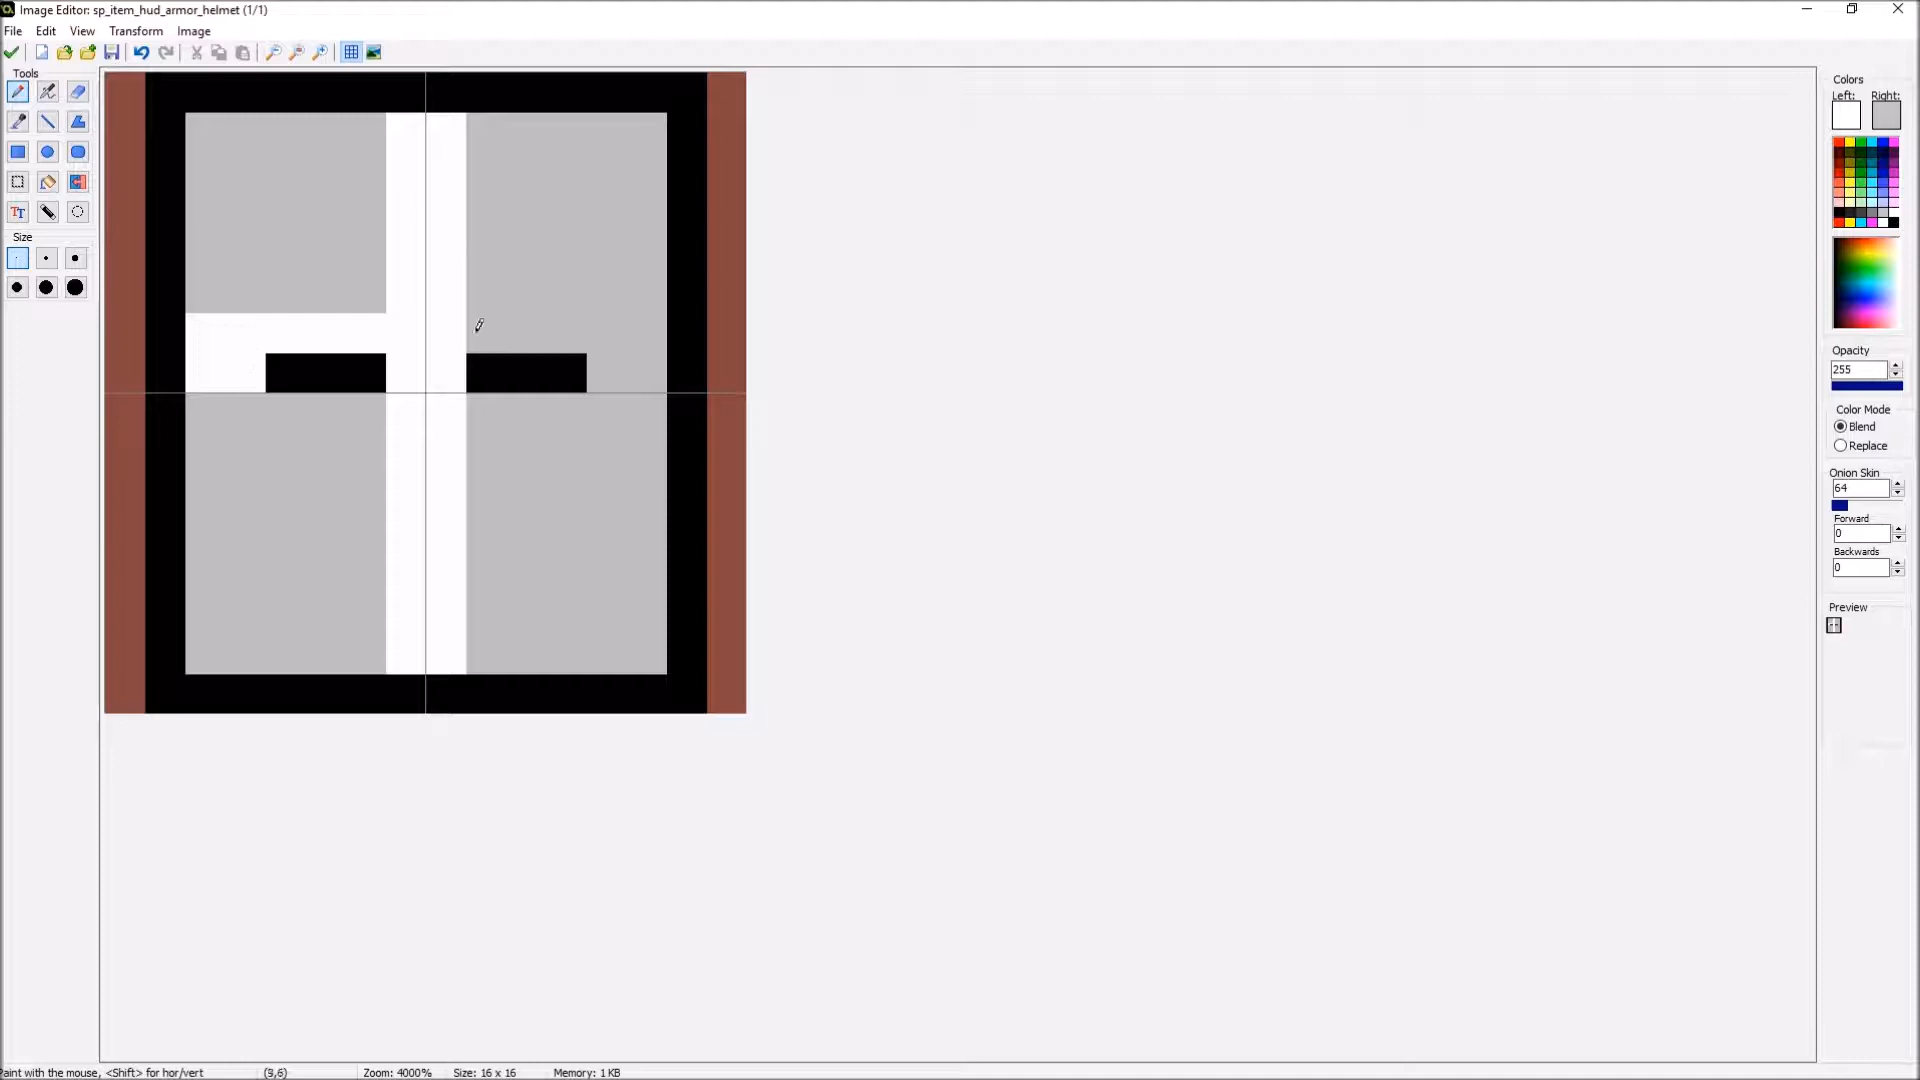 Image Editor: sp_item_hud_armor_helmet (1/1)
File Edit View Transform Image
Tools
Size
Colors
Left: Right:
Opacity
255
Color Mode
Blend
Replace
Onion Skin
64
Forward
0
Backwards
0
Preview
Paint with the mouse, <Shift> for hor/vert (9,6) Zoom: 4000% Size: 16 x 16 Memory: 1 KB